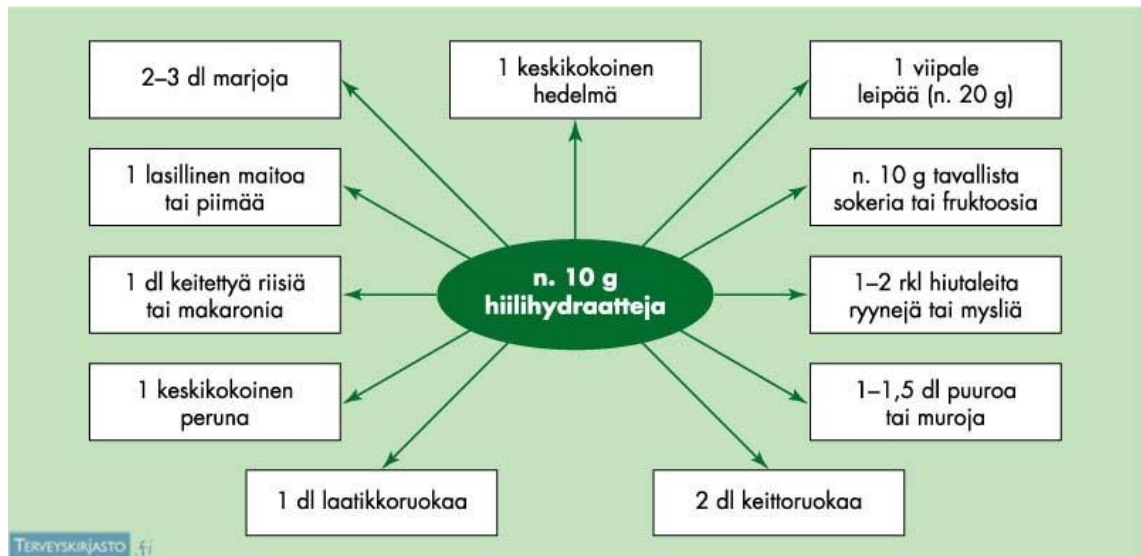 2–3 dl marjoja
1 keskikokoinen
hedelmä
1 viipale
leipää (n. 20 g)
1 lasillinen maitoa
tai piimää
n. 10 g tavallista
sokeria tai fruktoosia
1 dl keitettyä riisiä
tai makaronia
n. 10 g
hiilihydraatteja
1–2 rkl hiutaleita
ryynejä tai mysliä
1 keskikokoinen
peruna
1–1,5 dl puuroa
tai muroja
1 dl laatikkoruokaa
2 dl keittoruokaa
TERVEYSKIRJASTO.fi